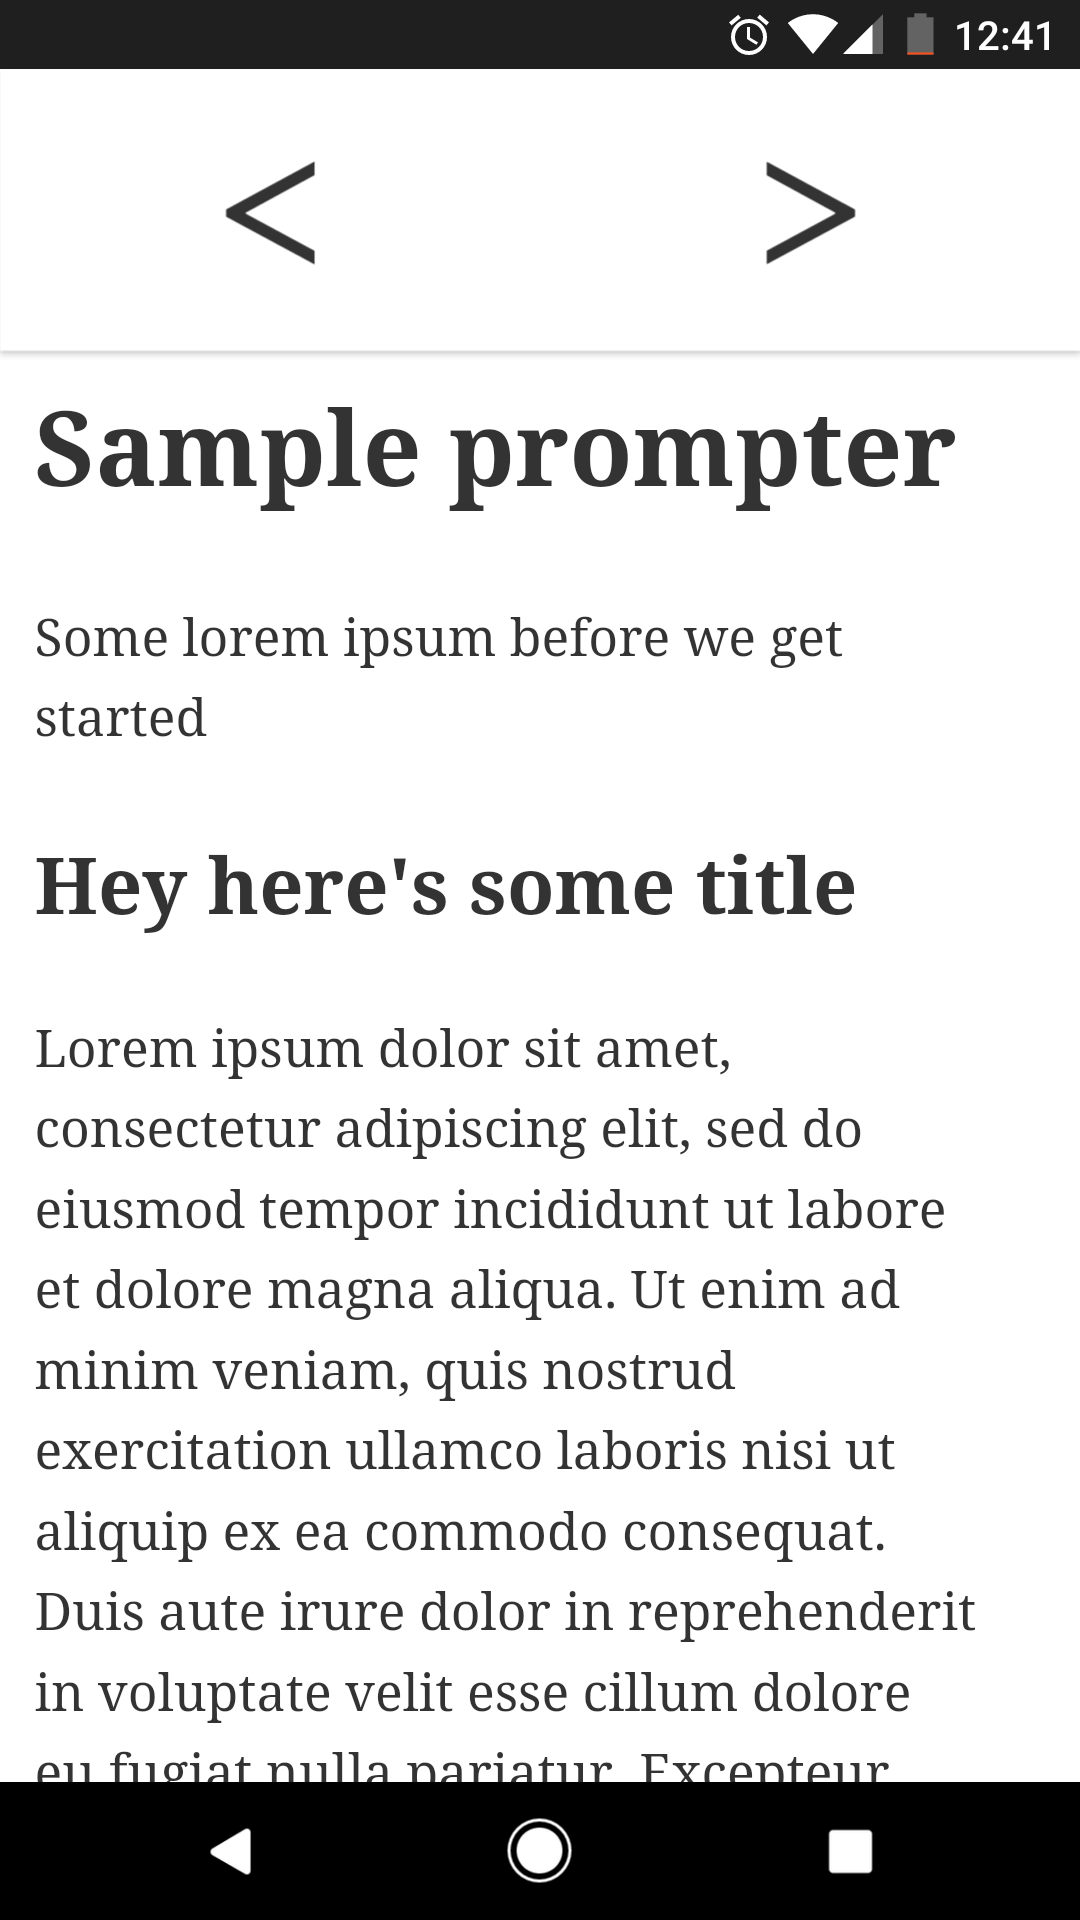 12:41
< >
Sample prompter
Some lorem ipsum before we get
started
Hey here's some title
Lorem ipsum dolor sit amet,
consectetur adipiscing elit, sed do
eiusmod tempor incididunt ut labore
et dolore magna aliqua. Ut enim ad
minim veniam, quis nostrud
exercitation ullamco laboris nisi ut
aliquip ex ea commodo consequat.
Duis aute irure dolor in reprehenderit
in voluptate velit esse cillum dolore
eu fugiat nulla pariatur. Excepteur